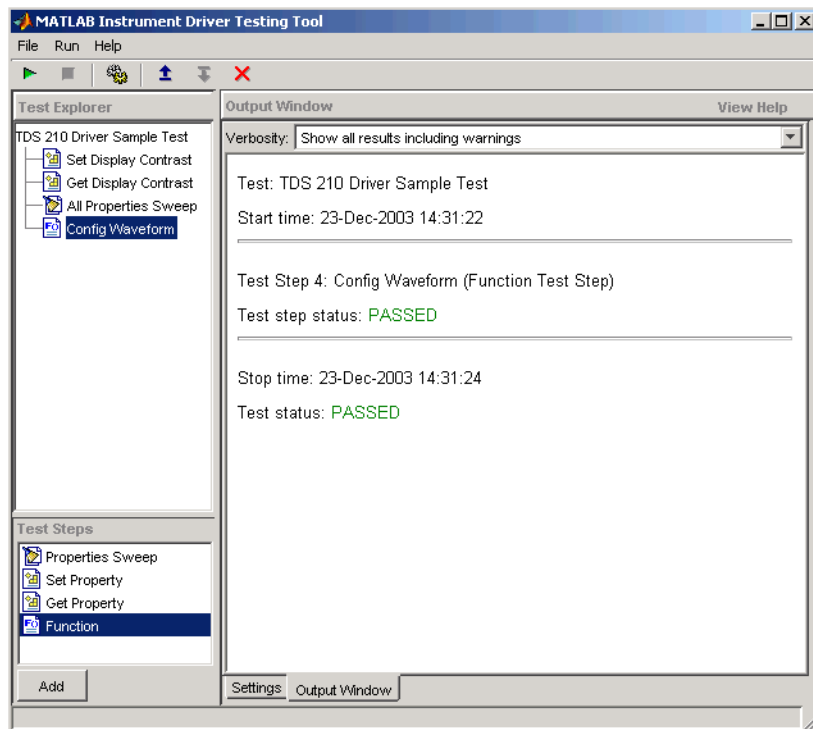 MATLAB Instrument Driver Testing Tool
File Run Help
Test Explorer
TDS 210 Driver Sample Test
Set Display Contrast
Get Display Contrast
All Properties Sweep
Config Waveform
Test Steps
Properties Sweep
Set Property
Get Property
Function
Add
Output Window View Help
Verbosity: Show all results including warnings
Test: TDS 210 Driver Sample Test
Start time: 23-Dec-2003 14:31:22
Test Step 4: Config Waveform (Function Test Step)
Test step status: PASSED
Stop time: 23-Dec-2003 14:31:24
Test status: PASSED
Settings Output Window